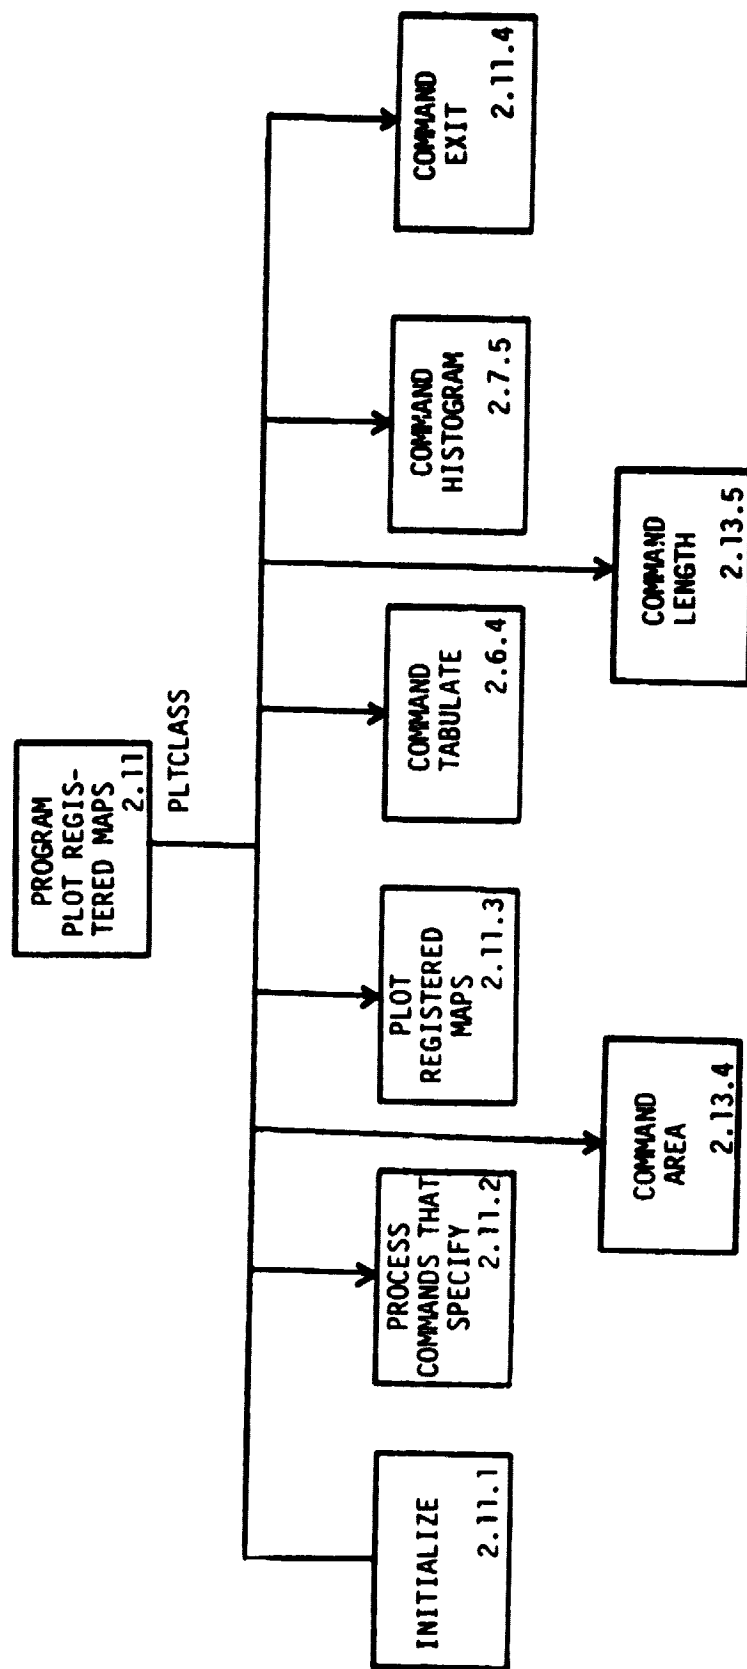 PROGRAM
PLOT REGIS-
TERED MAPS
2.11
PLTCLASS
INITIALIZE
2.11.1
PROCESS
COMMANDS THAT
SPECIFY
2.11.2
COMMAND
AREA
2.13.4
PLOT
REGISTERED
MAPS
2.11.3
COMMAND
TABULATE
2.6.4
COMMAND
LENGTH
2.13.5
COMMAND
HISTOGRAM
2.7.5
COMMAND
EXIT
2.11.4